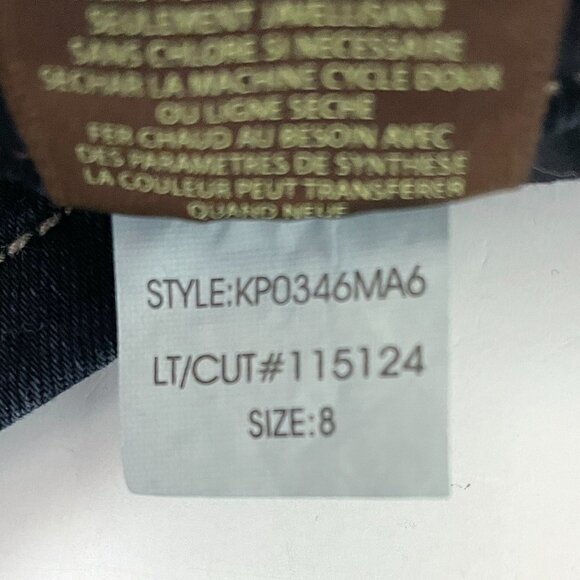 SEULEMENT JAVELLISANT
SANS CHLORE SI NECESSAIRE
SECHAR LA MACHINE CYCLE DOUX
OU LIGNE SECHÉ
FER CHAUD AU BESOIN AVEC
DES PARAMETRES DE SYNTHESE
LA COULEUR PEUT TRANSFERER
QUAND NEUF
STYLE:KP0346MA6
LT/CUT#115124
SIZE:8